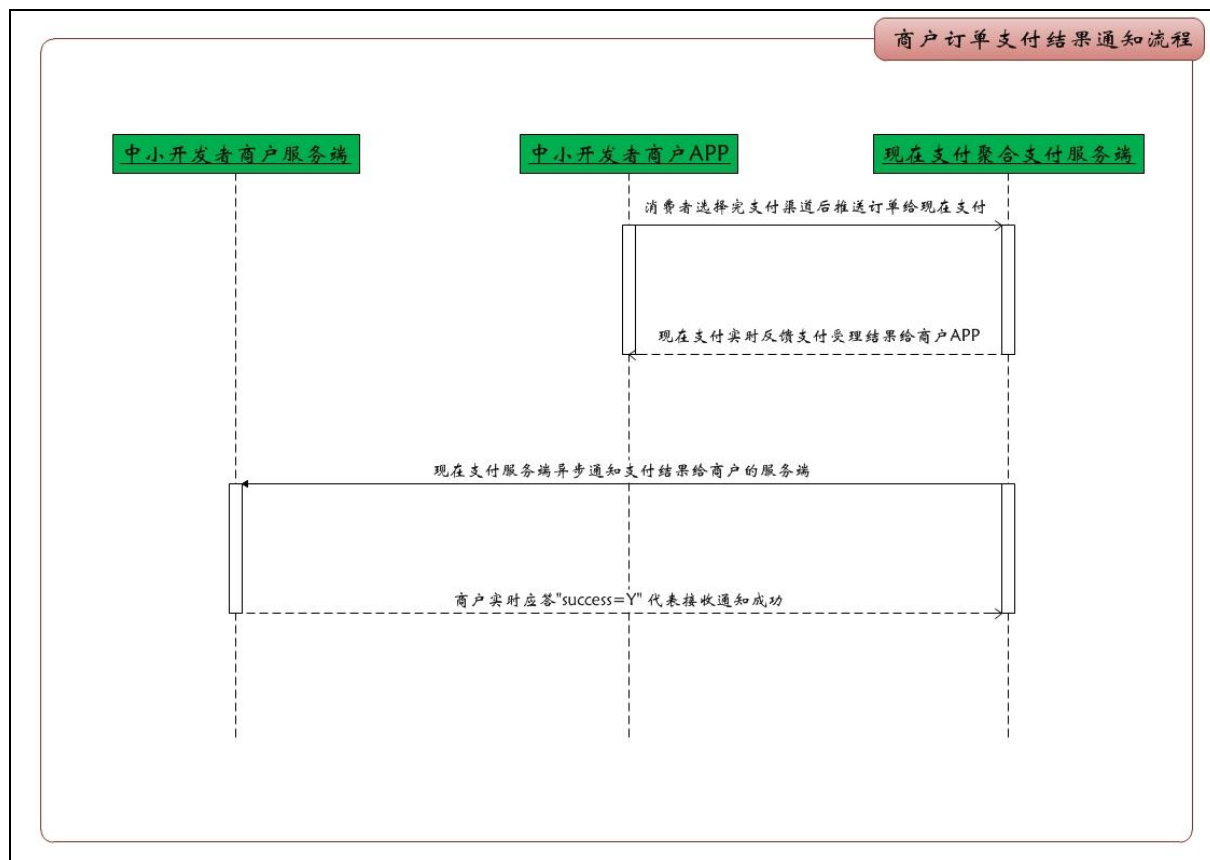 商户订单支付结果通知流程
中小开发者商户服务端
中小开发者商户APP
现在支付聚合支付服务端
消费者选择完支付渠道后推送订单给现在支付
现在支付实时反馈支付受理结果给商户APP
现在支付服务端异步通知支付结果给商户的服务端
商户实时应答"success=Y" 代表接收通知成功